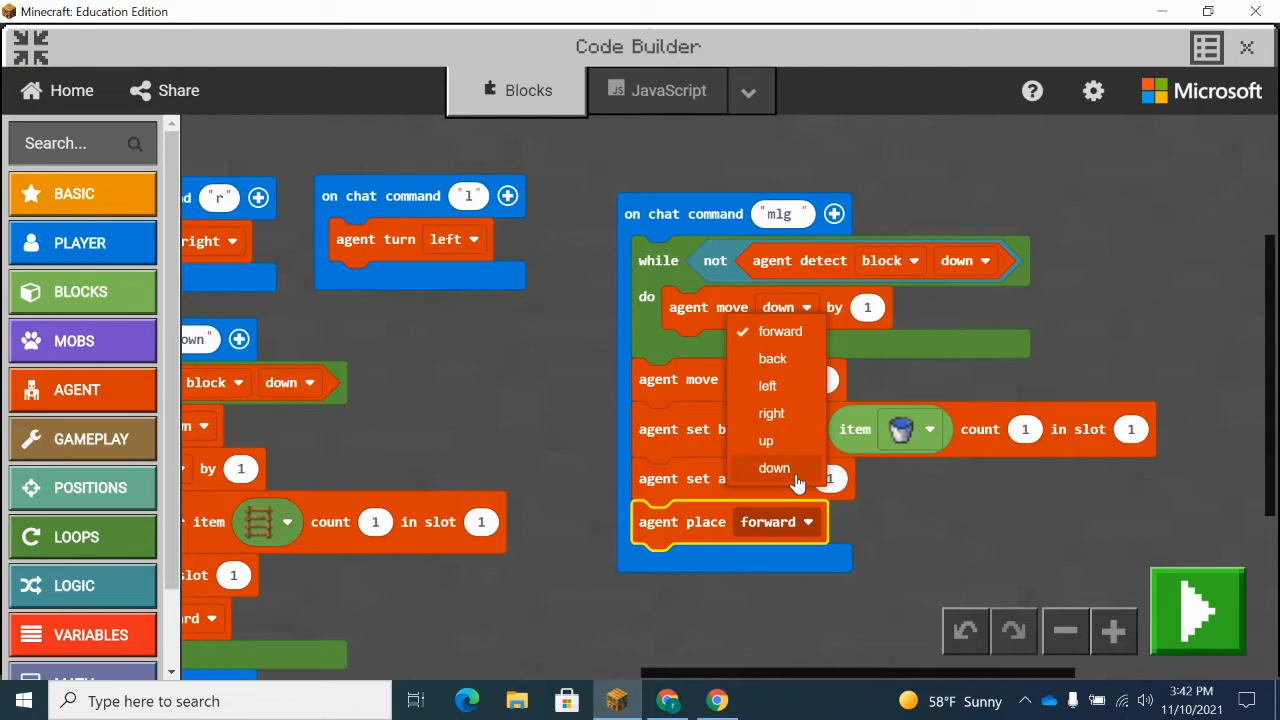 Minecraft: Education Edition
Code Builder
Home
Share
Blocks
JS JavaScript
Microsoft
Search...
BASIC
PLAYER
BLOCKS
MOBS
AGENT
GAMEPLAY
POSITIONS
LOOPS
LOGIC
VARIABLES
"r"
right
on chat command "l"
agent turn left
block down
by 1
item count 1 in slot 1
slot 1
on chat command "mlg "
while not agent detect block down
do agent move down by 1
forward
back
left
right
up
down
agent move
agent set b item count 1 in slot 1
agent set a 1
agent place forward
Type here to search
58°F Sunny
3:42 PM
11/10/2021